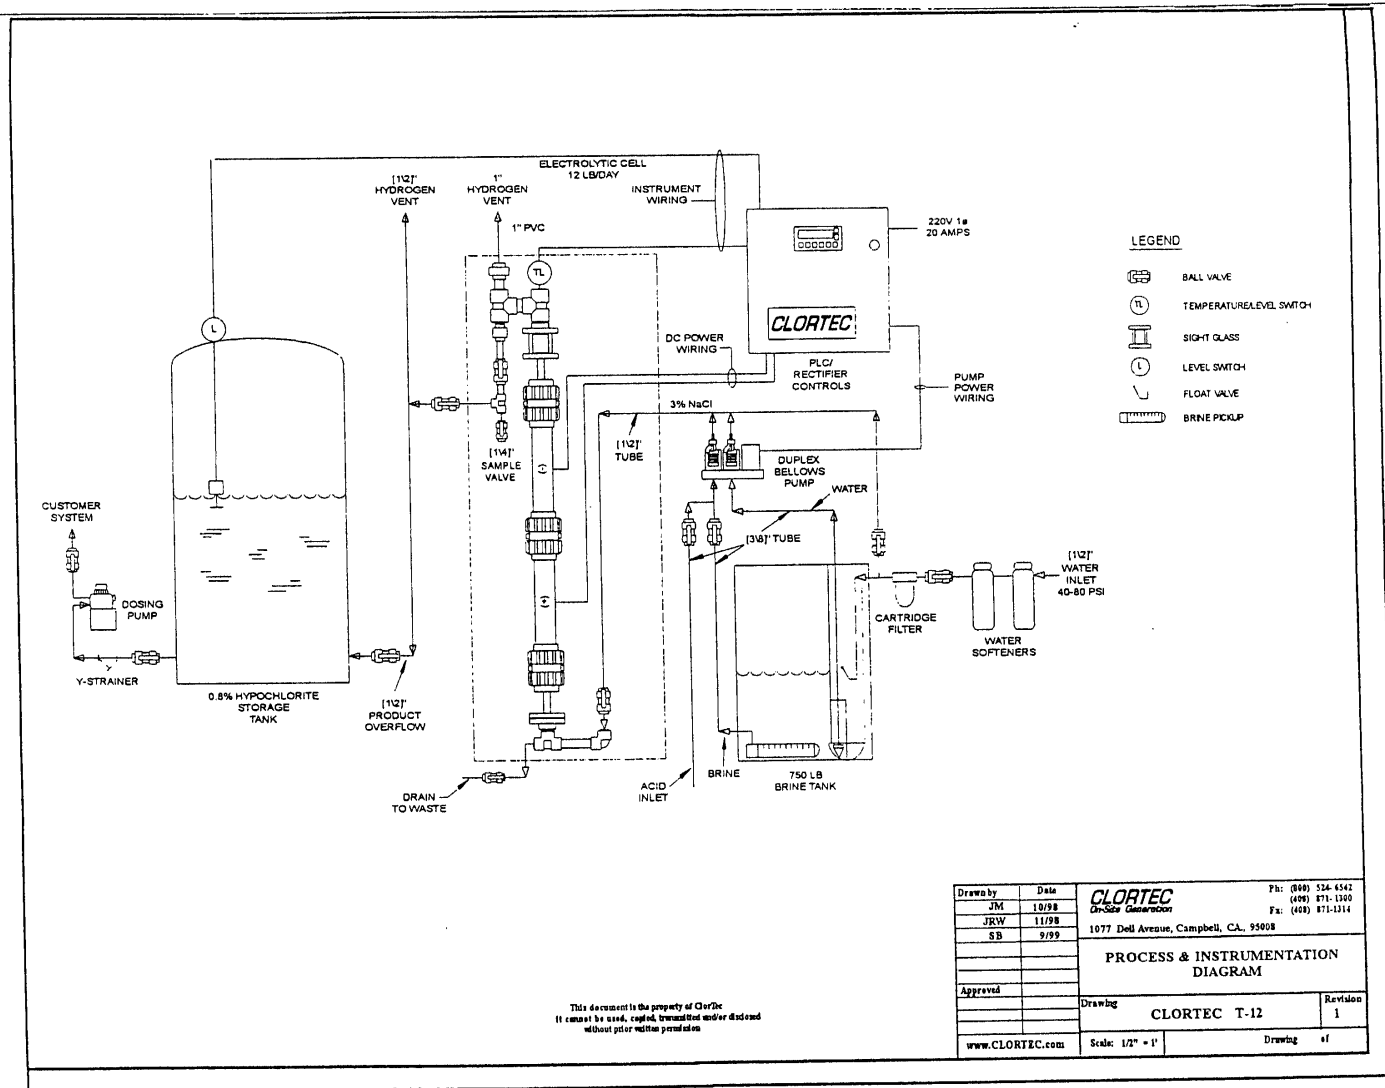 ELECTROLYTIC CELL
12 LB/DAY
[1\2]"
HYDROGEN
VENT
1"
HYDROGEN
VENT
INSTRUMENT
WIRING
1" PVC
220V 1ø
20 AMPS
TL
L
CLORTEC
DC POWER
WIRING
PLC/
RECTIFIER
CONTROLS
PUMP
POWER
WIRING
3% NaCl
[1\2]"
TUBE
[1\4]"
SAMPLE
VALVE
DUPLEX
BELLOWS
PUMP
WATER
[3\8]" TUBE
(-)
(+)
CUSTOMER
SYSTEM
DOSING
PUMP
Y-STRAINER
0.8% HYPOCHLORITE
STORAGE
TANK
[1\2]"
PRODUCT
OVERFLOW
[1\2]"
WATER
INLET
40-80 PSI
CARTRIDGE
FILTER
WATER
SOFTENERS
DRAIN
TO WASTE
ACID
INLET
BRINE
750 LB
BRINE TANK
LEGEND
BALL VALVE
TL
TEMPERATURE/LEVEL SWITCH
SIGHT GLASS
L
LEVEL SWITCH
FLOAT VALVE
BRINE PICKUP
This document is the property of ClorTec
It cannot be used, copied, transmitted and/or disclosed
without prior written permission
Drawn by Date
JM 10/98
JRW 11/98
SB 9/99
Approved
www.CLORTEC.com
CLORTEC
On-Site Generation
Ph: (800) 524-6542
(408) 871-1300
Fx: (408) 871-1314
1077 Dell Avenue, Campbell, CA., 95008
PROCESS & INSTRUMENTATION
DIAGRAM
Drawing
CLORTEC T-12
Revision
1
Scale: 1/2" = 1'
Drawing of